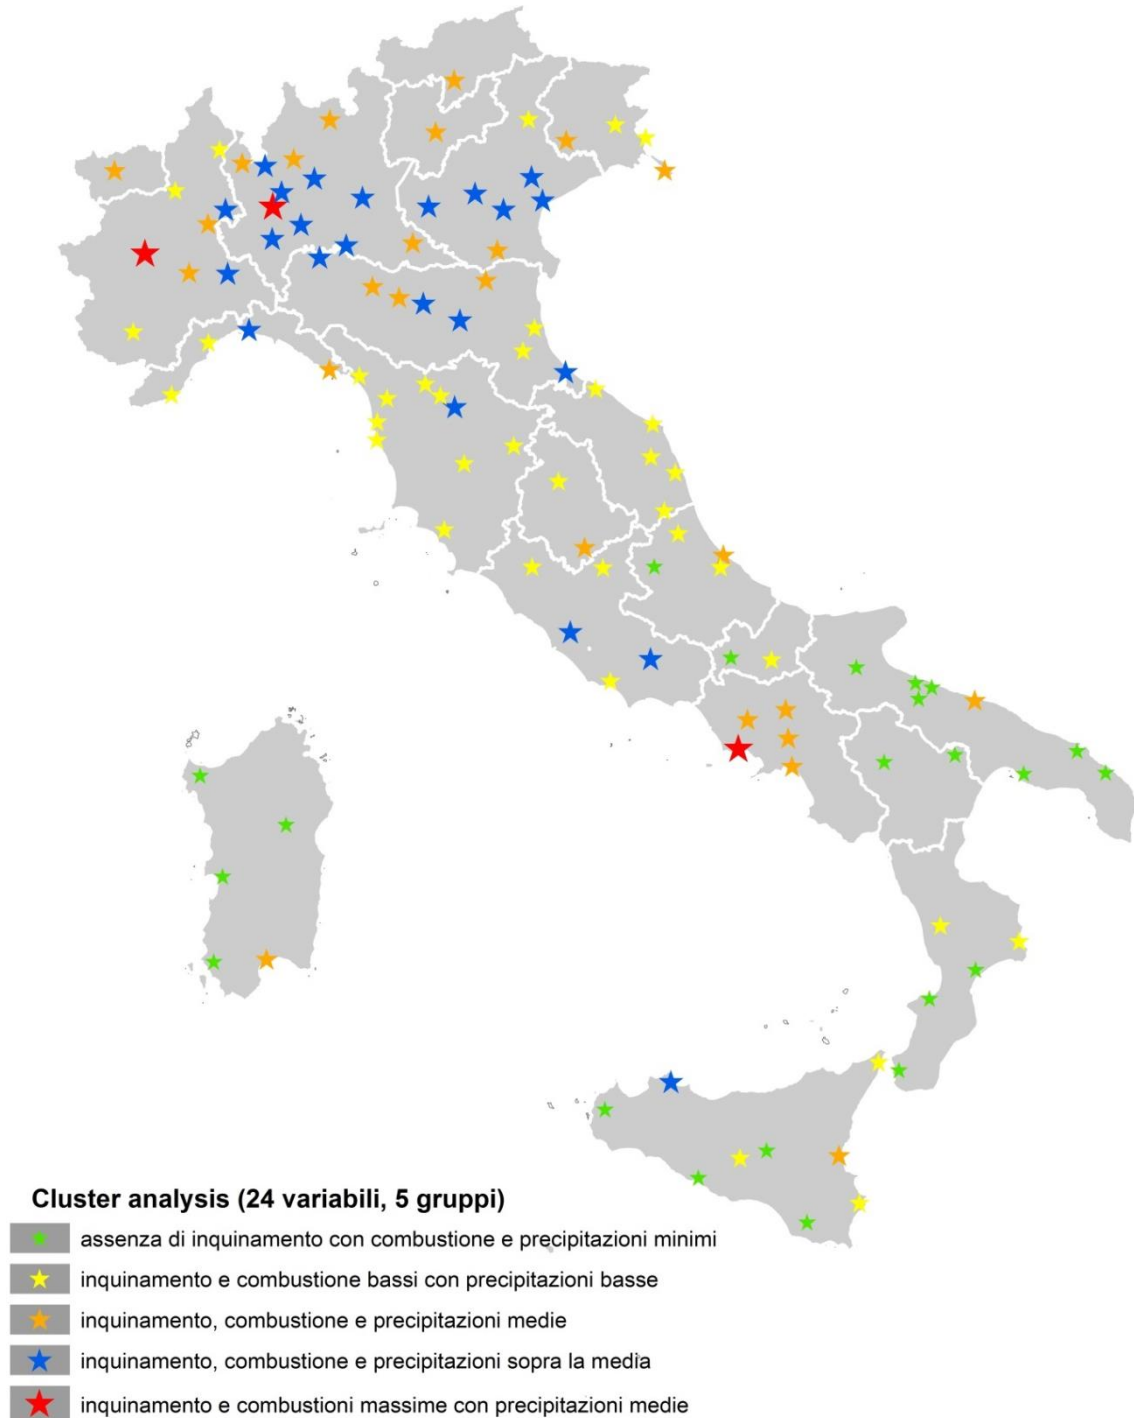 Cluster analysis (24 variabili, 5 gruppi)
assenza di inquinamento con combustione e precipitazioni minimi
inquinamento e combustione bassi con precipitazioni basse
inquinamento, combustione e precipitazioni medie
inquinamento, combustione e precipitazioni sopra la media
inquinamento e combustioni massime con precipitazioni medie